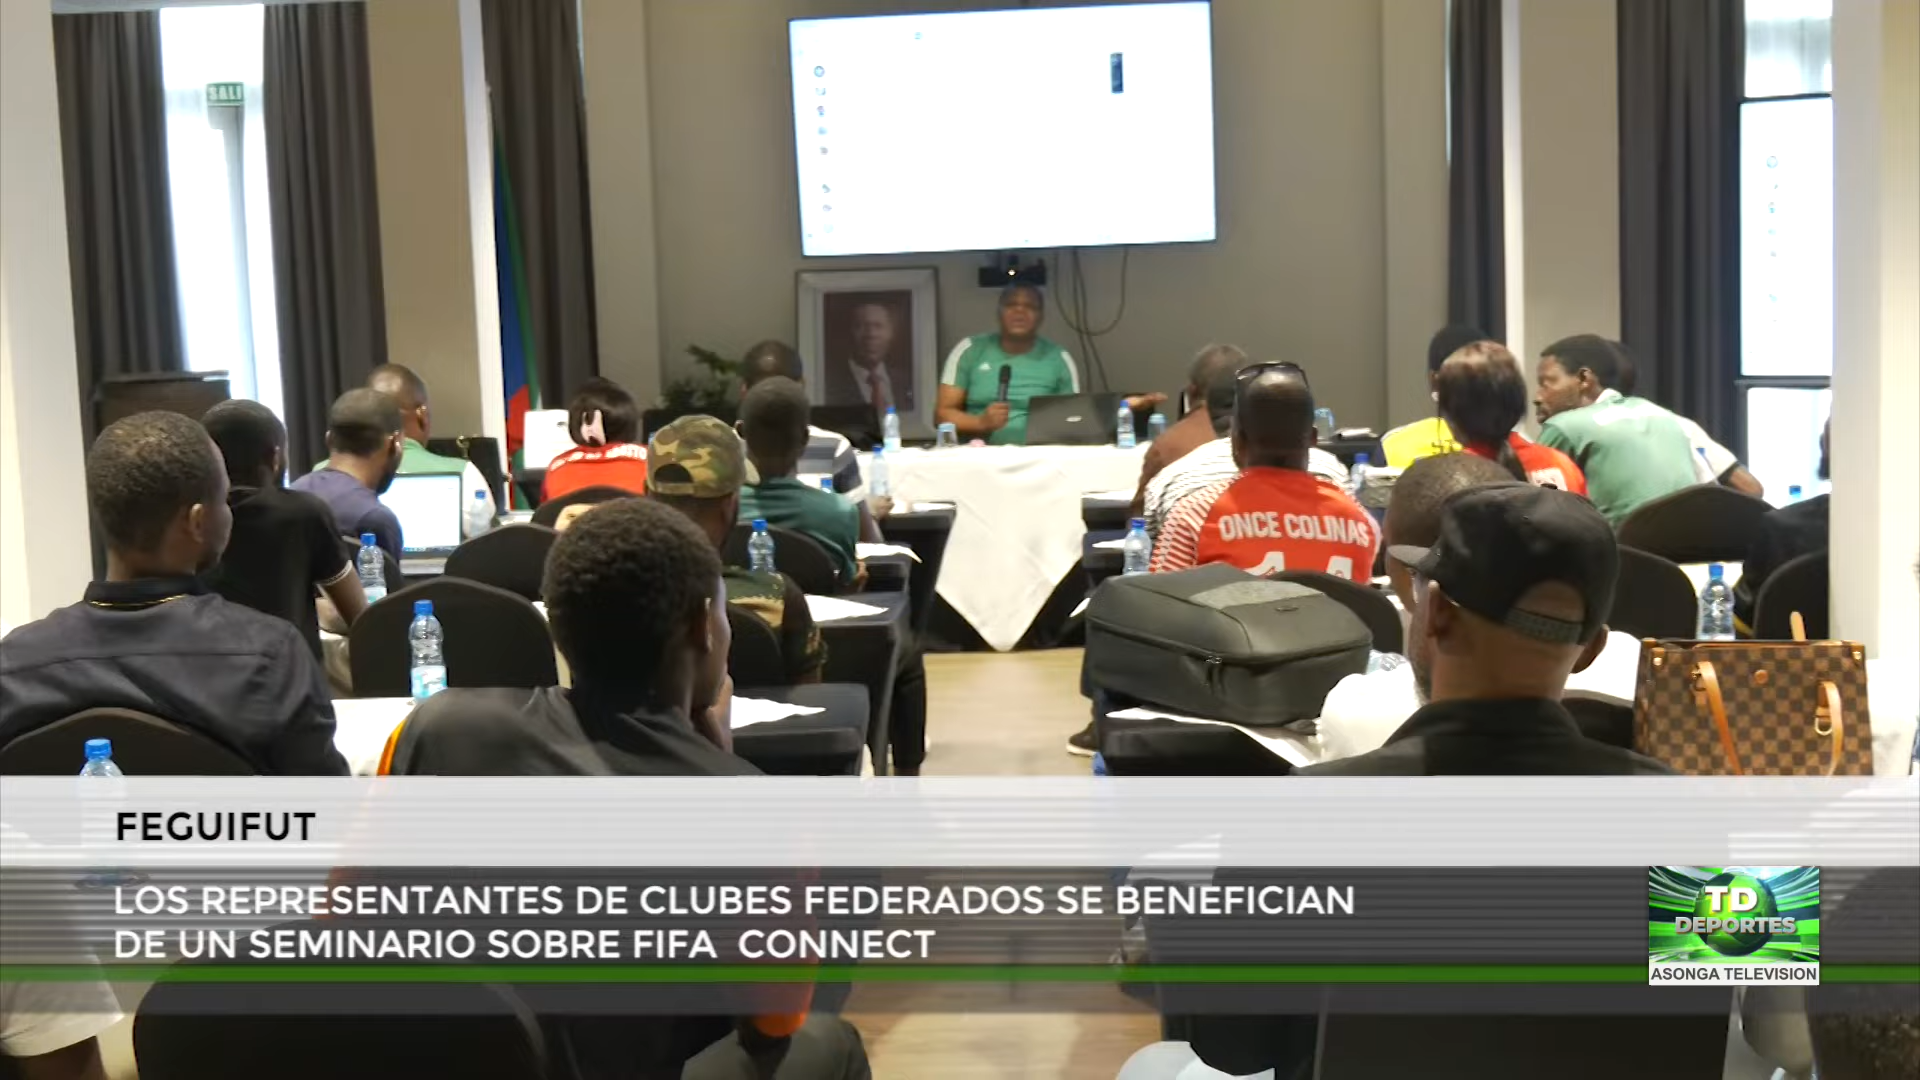 SALI
ONCE COLINAS
14
FEGUIFUT
LOS REPRESENTANTES DE CLUBES FEDERADOS SE BENEFICIAN
DE UN SEMINARIO SOBRE FIFA CONNECT
TD
DEPORTES
ASONGA TELEVISION